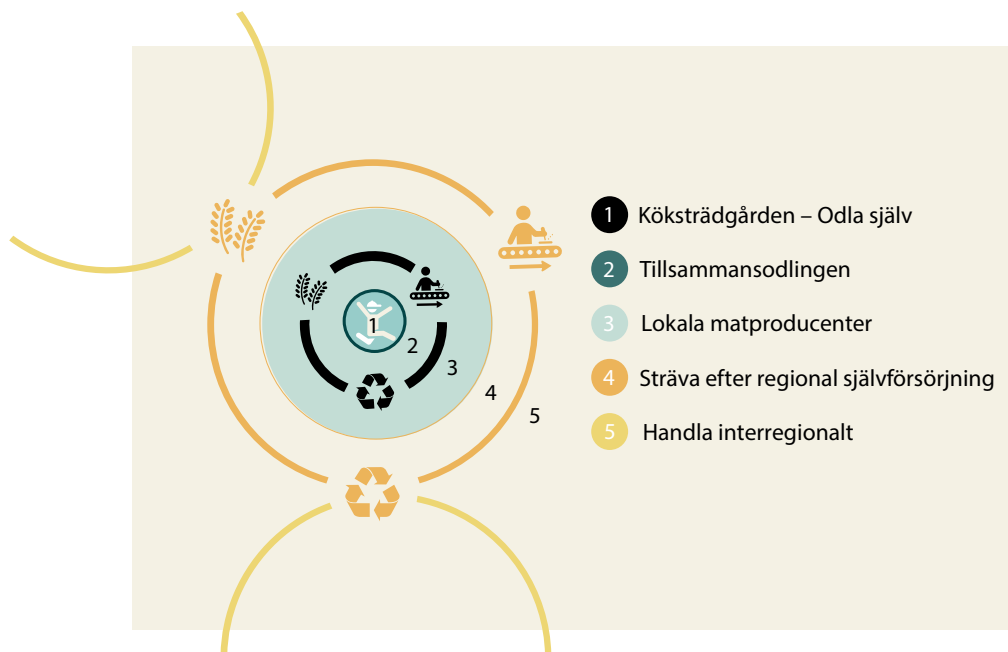 1
2
3
4
5
1 Köksträdgården – Odla själv
2 Tillsammansodlingen
3 Lokala matproducenter
4 Sträva efter regional självförsörjning
5 Handla interregionalt